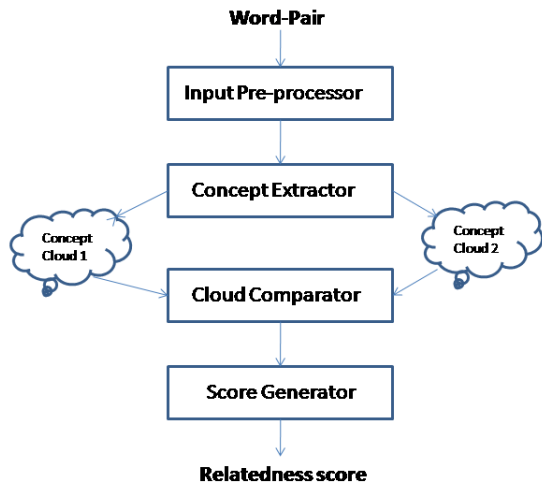 Word-Pair
Input Pre-processor
Concept Extractor
Concept
Cloud 1
Concept
Cloud 2
Cloud Comparator
Score Generator
Relatedness score